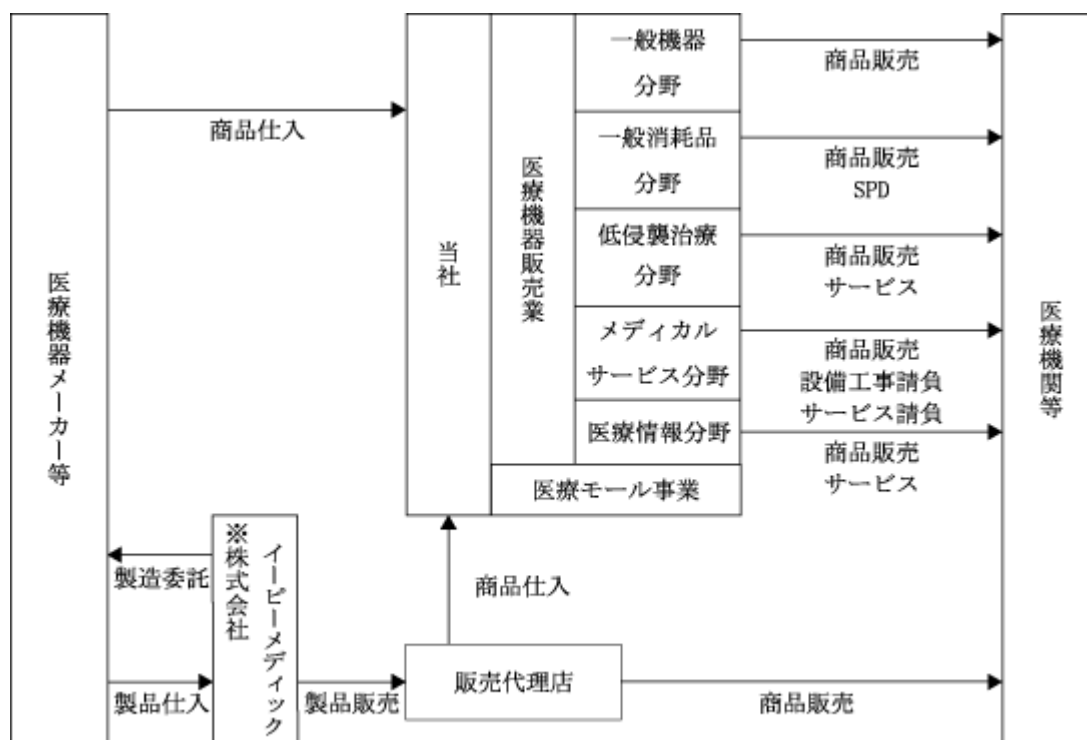 医療機器メーカー等
商品仕入
当社
医療機器販売業
一般機器
分野
商品販売
一般消耗品
分野
商品販売
SPD
低侵襲治療
分野
商品販売
サービス
メディカル
サービス分野
商品販売
設備工事請負
サービス請負
医療情報分野
商品販売
サービス
医療モール事業
医療機関等
製造委託
製品仕入
※株式会社
イーピーメディック
製品販売
商品仕入
販売代理店
商品販売